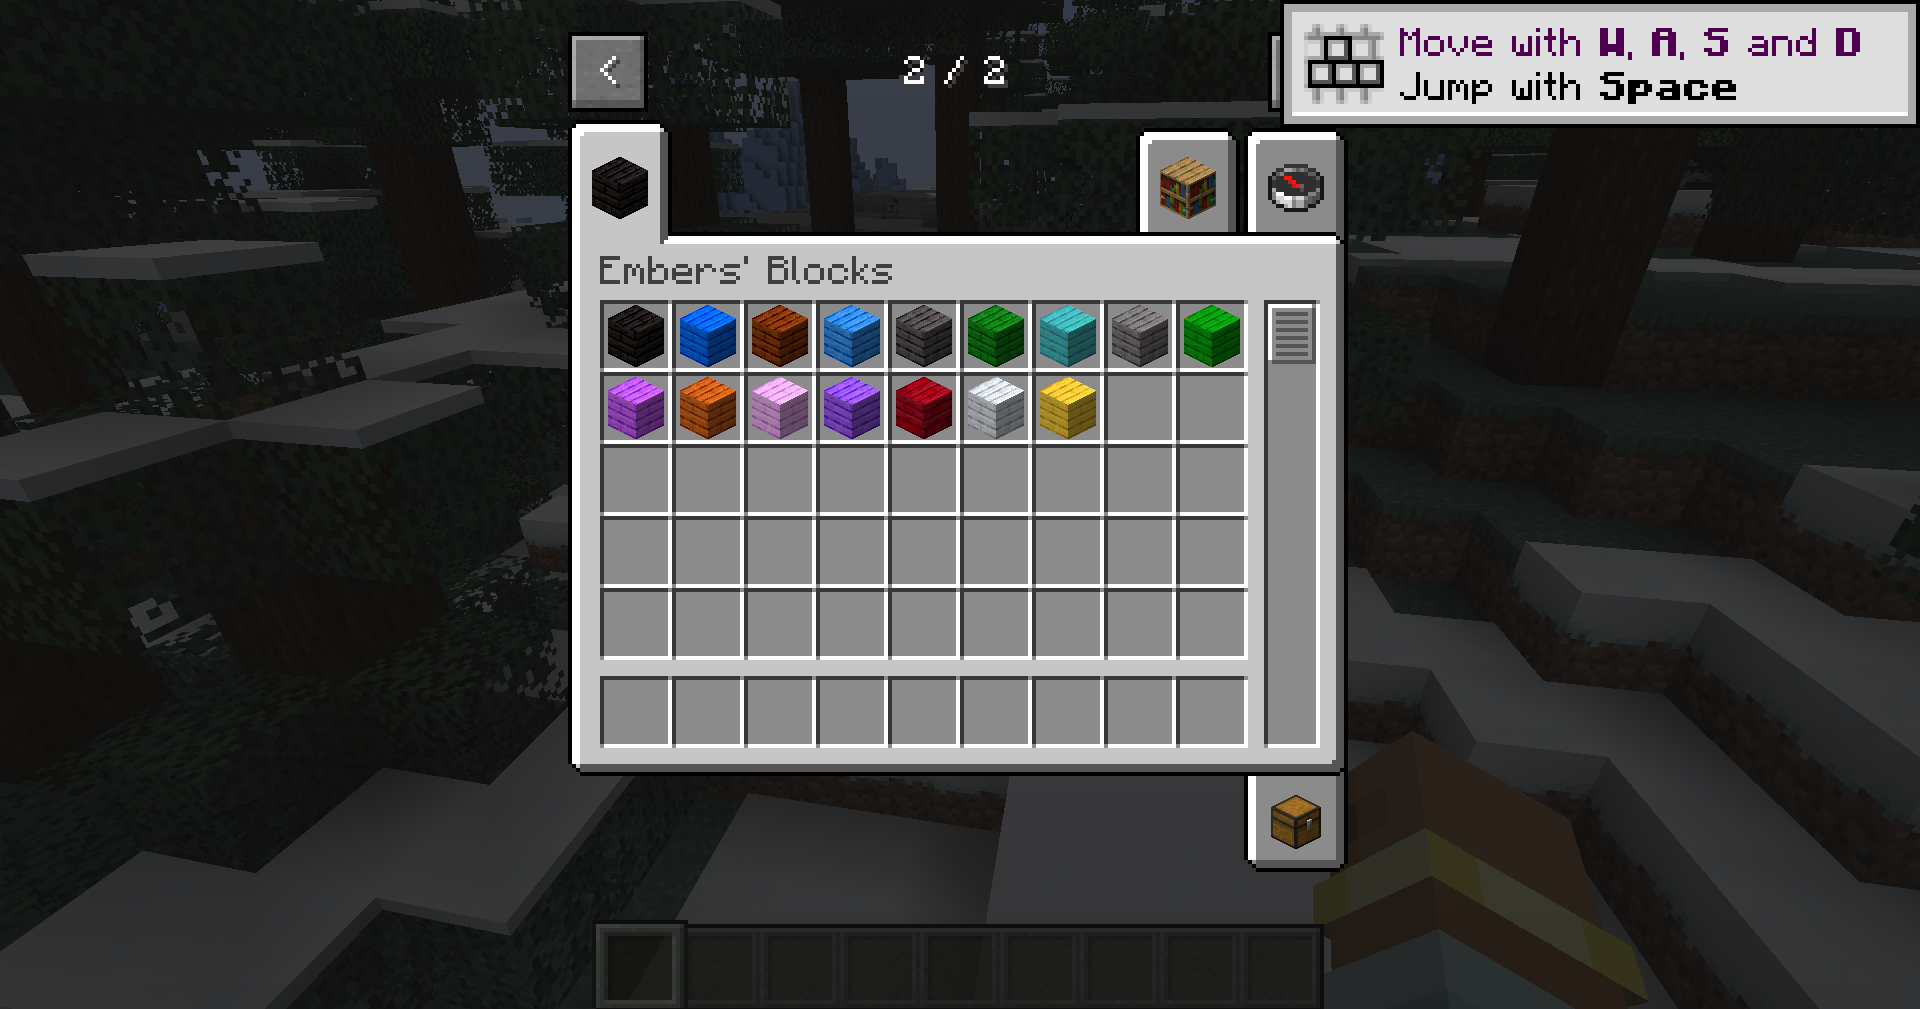 <
2 / 2
Move with W, A, S and D
Jump with Space
Embers' Blocks